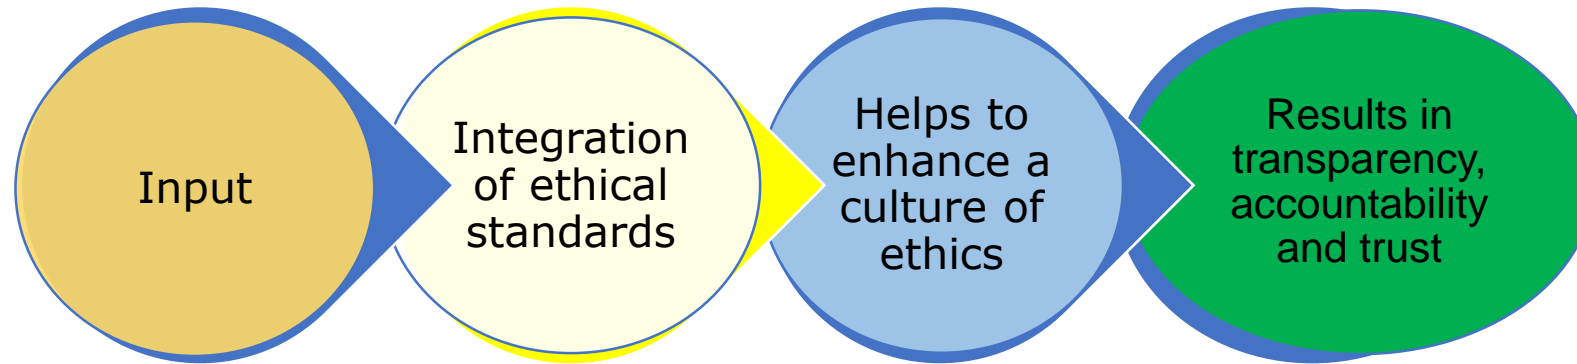 Input
Integration
of ethical
standards
Helps to
enhance a
culture of
ethics
Results in
transparency,
accountability
and trust